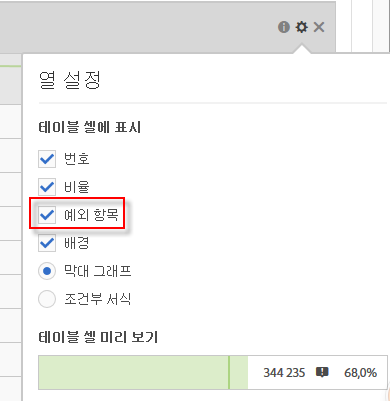 열 설정
테이블 셀에 표시
번호
비율
예외 항목
배경
막대 그래프
조건부 서식
테이블 셀 미리 보기
344 235 68,0%